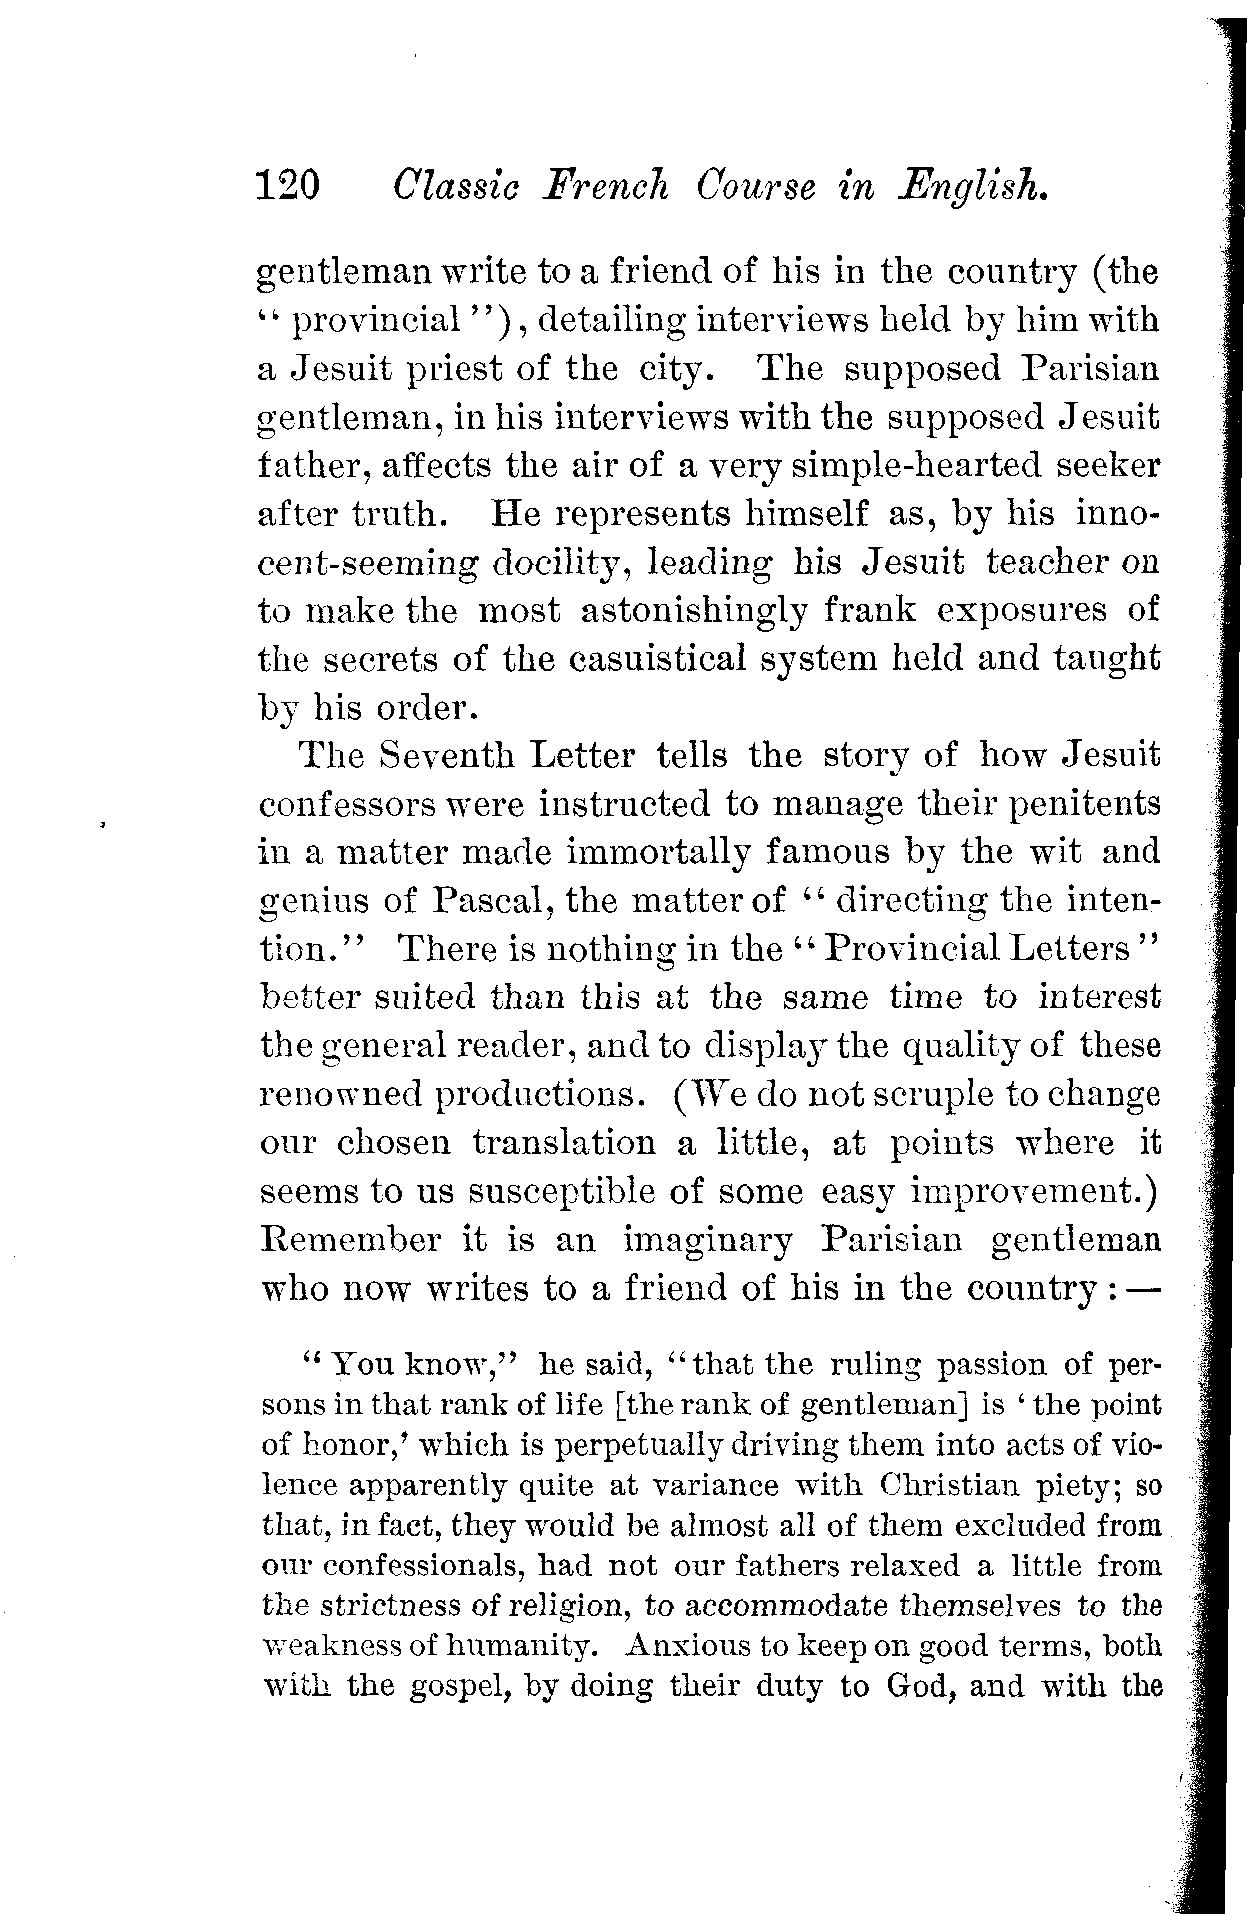 120 Classic French Course in English.
gentleman write to a friend of his in the country (the
“ provincial ”), detailing interviews held by him with
a Jesuit priest of the city. The supposed Parisian
gentleman, in his interviews with the supposed Jesuit
father, affects the air of a very simple-hearted seeker
after truth. He represents himself as, by his inno-
cent-seeming docility, leading his Jesuit teacher on
to make the most astonishingly frank exposures of
the secrets of the casuistical system held and taught
by his order.
The Seventh Letter tells the story of how Jesuit
confessors were instructed to manage their penitents
in a matter made immortally famous by the wit and
genius of Pascal, the matter of “ directing the inten-
tion.” There is nothing in the “ Provincial Letters ”
better suited than this at the same time to interest
the general reader, and to display the quality of these
renowned productions. (We do not scruple to change
our chosen translation a little, at points where it
seems to us susceptible of some easy improvement.)
Remember it is an imaginary Parisian gentleman
who now writes to a friend of his in the country : —
“ You know,” he said, “that the ruling passion of per-
sons in that rank of life [the rank of gentleman] is ‘ the point
of honor,’ which is perpetually driving them into acts of vio-
lence apparently quite at variance with Christian piety; so
that, in fact, they would be almost all of them excluded from
our confessionals, had not our fathers relaxed a little from
the strictness of religion, to accommodate themselves to the
weakness of humanity. Anxious to keep on good terms, both
with the gospel, by doing their duty to God, and with the